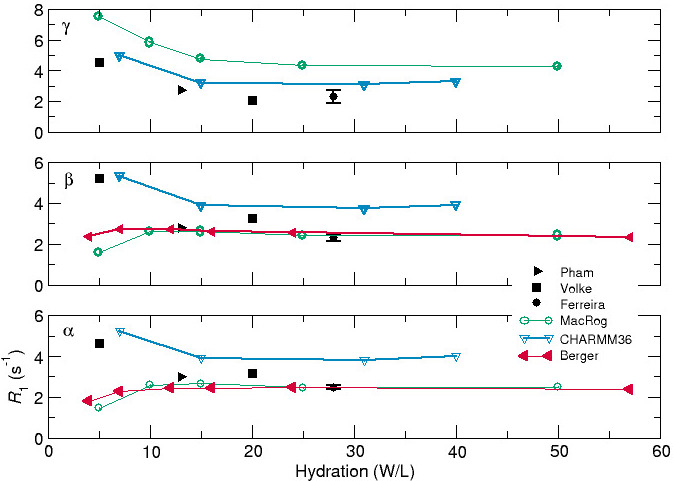 8
γ
6
4
2
0
6
β
4
2
0
Pham
Volke
Ferreira
MacRog
CHARMM36
Berger
6
α
4
2
0
R₁ (s⁻¹)
0 10 20 30 40 50 60
Hydration (W/L)